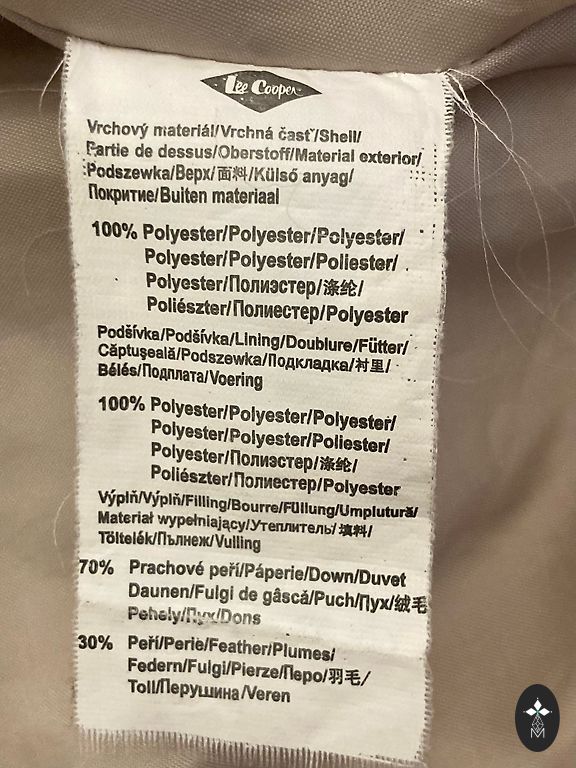 Lee Cooper
Vrchový materiál/Vrchná časť/Shell/
Partie de dessus/Oberstoff/Material exterior/
Podszewka/Верх/面料/Külső anyag/
Покритие/Buiten materiaal
100% Polyester/Polyester/Polyester/
Polyester/Polyester/Poliester/
Polyester/Полиэстер/涤纶/
Poliészter/Полиестер/Polyester
Podšívka/Podšívka/Lining/Doublure/Fütter/
Căptuşeală/Podszewka/Подкладка/衬里/
Bélés/Подплата/Voering
100% Polyester/Polyester/Polyester/
Polyester/Polyester/Poliester/
Polyester/Полиэстер/涤纶/
Poliészter/Полиестер/Polyester
Výplň/Výplň/Filling/Bourre/Füllung/Umplutură/
Materiał wypełniający/Утеплитель/填料/
Töltelék/Пълнеж/Vulling
70% Prachové peří/Páperie/Down/Duvet
Daunen/Fulgi de gâscă/Puch/Пух/绒毛
Pehely/Пух/Dons
30% Peří/Perie/Feather/Plumes/
Federn/Fulgi/Pierze/Перо/羽毛/
Toll/Перушина/Veren
M